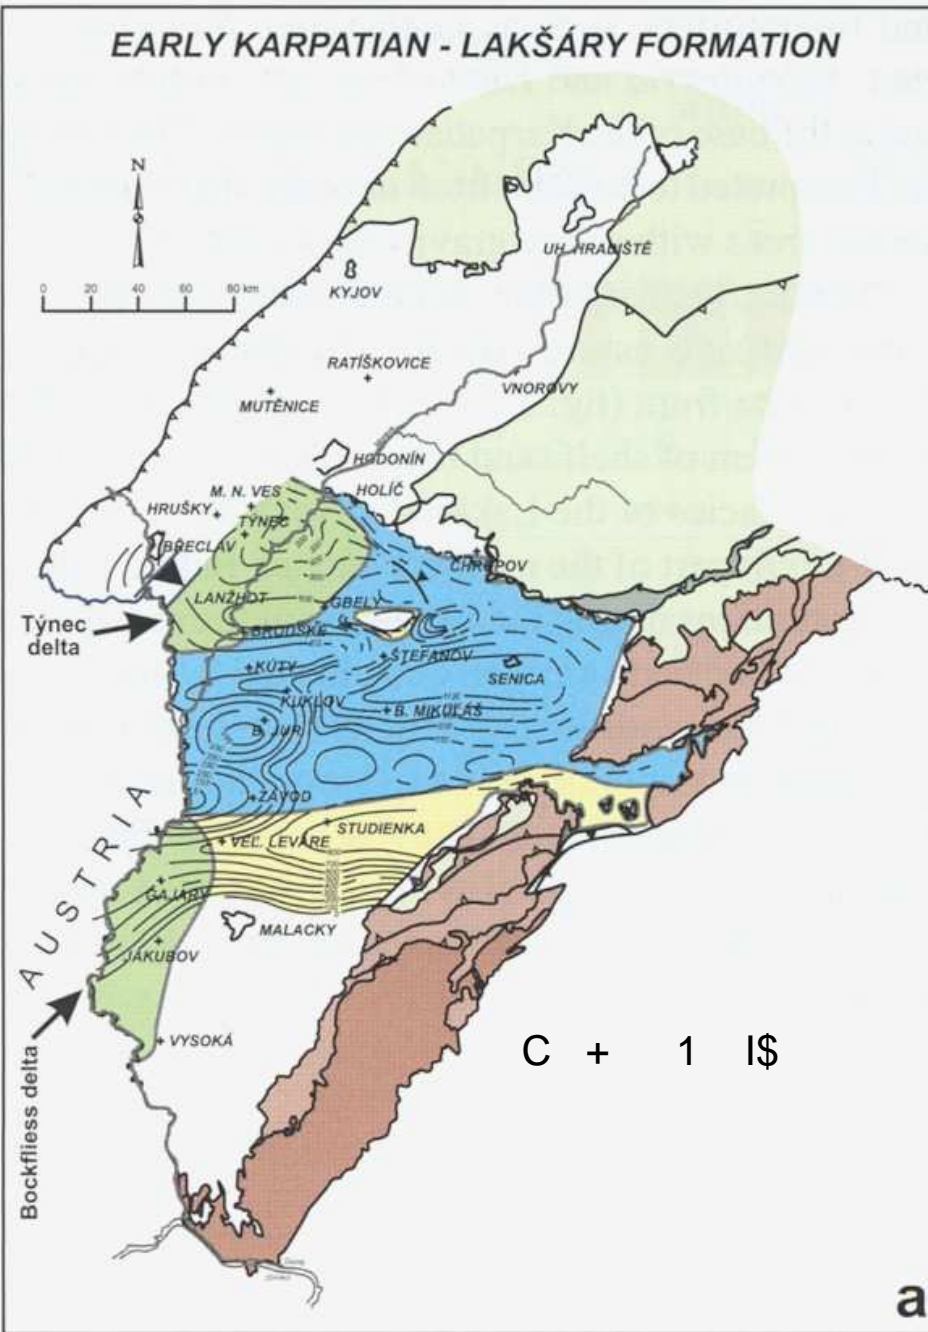 EARLY KARPATIAN - LAKŠÁRY FORMATION
N
0 20 40 60 80 km
UH. HRADIŠTĚ
KYJOV
RATÍŠKOVICE
VNOROVY
MUTĚNICE
HODONÍN
M. N. VES
HOLÍČ
HRUŠKY
TÝNEC
BŘECLAV
CHROPOV
LANŽHOT
GBELY
Týnec
delta
BRODSKÉ
ŠTEFANOV
KÚTY
SENICA
KUKLOV
B. MIKULÁŠ
B. JUR
ZÁVOD
AUSTRIA
STUDIENKA
VEĽ. LEVÁRE
GAJARY
MALACKY
JAKUBOV
VYSOKÁ
C + 1 I$
Bockfliess delta
a